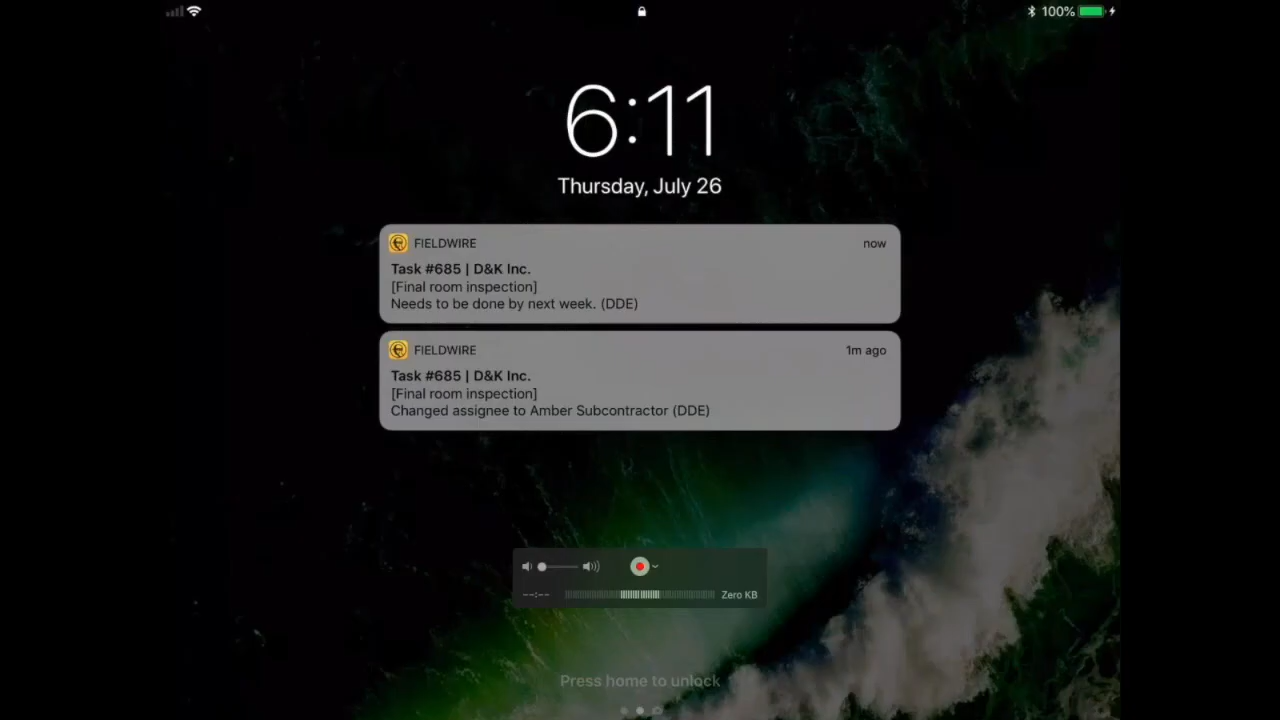 100%
6:11
Thursday, July 26
FIELDWIRE now
Task #685 | D&K Inc.
[Final room inspection]
Needs to be done by next week. (DDE)
FIELDWIRE 1m ago
Task #685 | D&K Inc.
[Final room inspection]
Changed assignee to Amber Subcontractor (DDE)
--:-- Zero KB
Press home to unlock